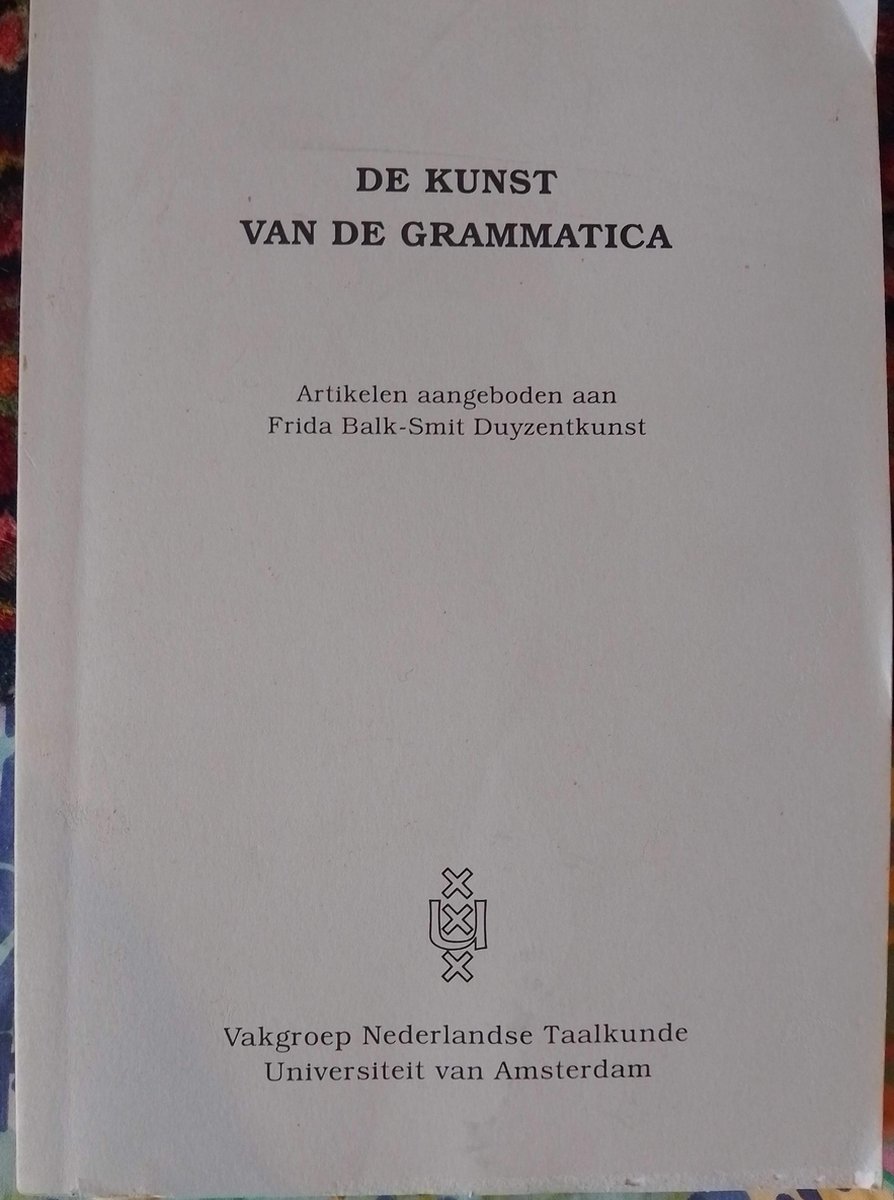 DE KUNST
VAN DE GRAMMATICA
Artikelen aangeboden aan
Frida Balk-Smit Duyzentkunst
Vakgroep Nederlandse Taalkunde
Universiteit van Amsterdam